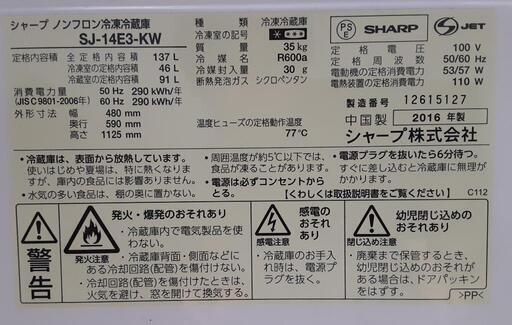 シャープ ノンフロン冷凍冷蔵庫
SJ-14E3-KW
定格内容積 全定格内容積 137 L
冷凍室の定格内容積 46 L
冷蔵室の定格内容積 91 L
消費電力量 50 Hz 290 kWh/年
(JIS C 9801-2006年) 60 Hz 290 kWh/年
外形寸法 幅 480 mm
奥行 590 mm
高さ 1125 mm
種類 冷凍冷蔵庫
冷凍室の記号
質量 35 kg
冷媒 R600a
冷媒封入量 30 g
断熱発泡ガス シクロペンタン
温度ヒューズの定格動作温度
77℃
PSE SHARP S JET
定格電圧 100 V
定格周波数 50/60 Hz
電動機の定格消費電力 53/57 W
電熱装置の定格消費電力 110 W
製造番号 12615127
中国製 2016 年製
シャープ株式会社
• 冷蔵庫は、表面から放熱しています。
使いはじめや夏場は、特に熱くなります
が、庫内の食品には影響ありません。
• 水気の多い食品は、棚の奥に置かない。
• 周囲温度が約5℃以下では、
食品が凍ることがあります。
• 電源は必ずコンセントから
とる。
• 電源プラグを抜いたら6分待つ。
すぐに差し込むと冷蔵庫に無理が
かかります。
【くわしくは取扱説明書をご覧ください】
C112
警告
発火・爆発のおそれあり
発火注意
• 冷蔵庫内で電気製品を使
わない。
• 冷蔵庫背面・側面などに
ある冷却回路(配管)を傷付けない。
• 冷却回路(配管)を傷付けたときは、
火気を避け、窓を開けて換気する。
感電の
おそれあり
感電注意
• 冷蔵庫のお手入
れ時は、電源プ
ラグを抜く。
幼児閉じ込めの
おそれあり
閉じ込め注意
• 廃棄まで保管するときに、
幼児閉じ込めのおそれが
ある場合は、ドアパッキン
をはずす。
>PP<